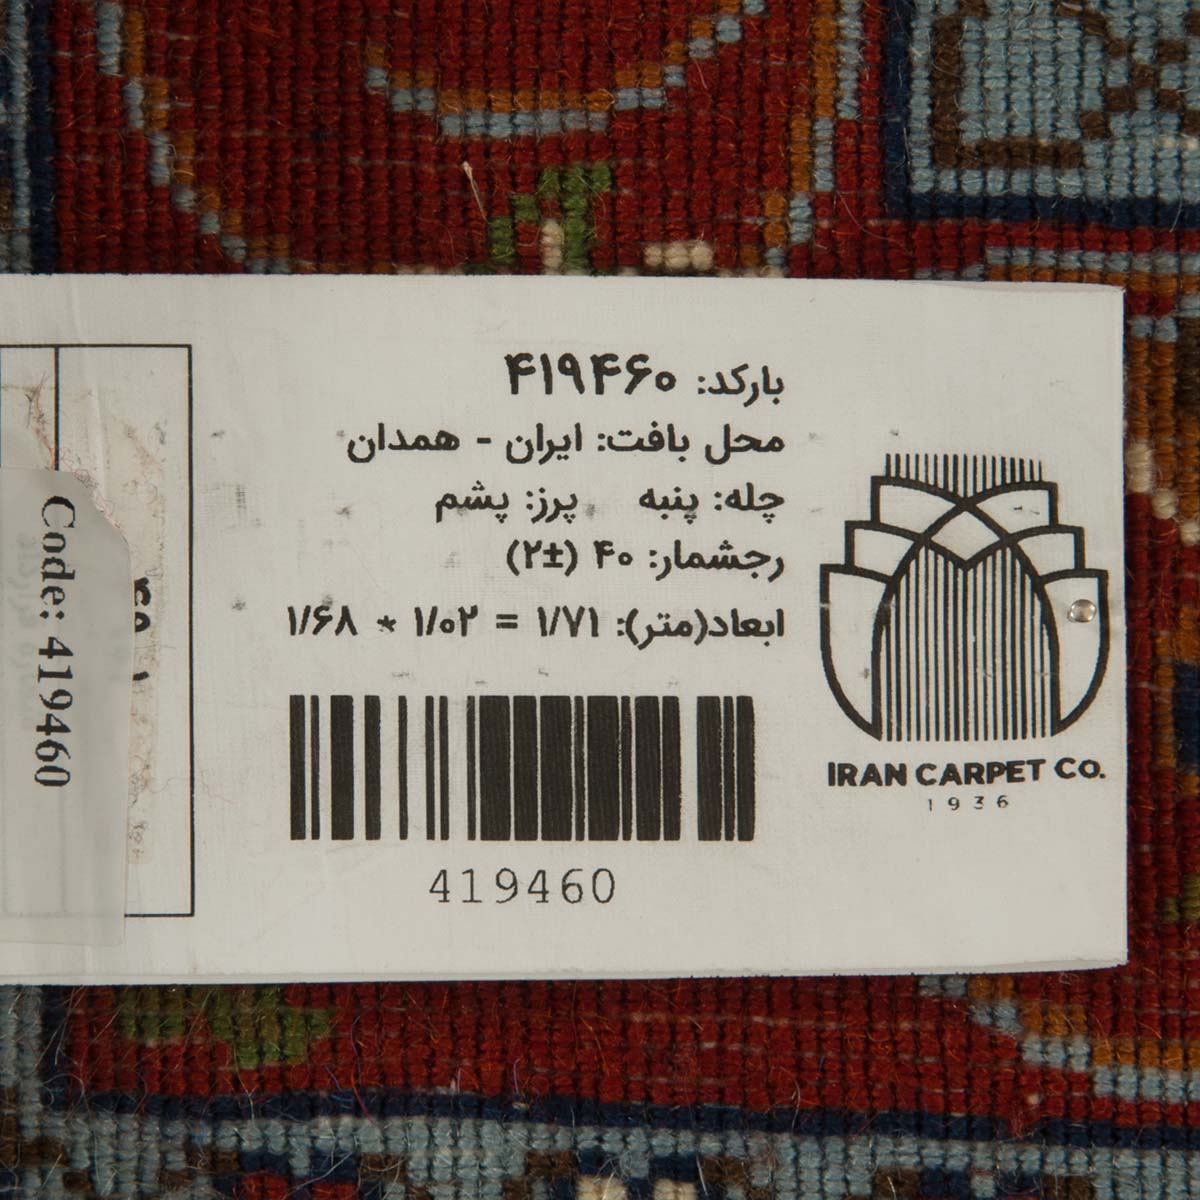 بارکد: ۴۱۹۴۶۰
محل بافت: ایران - همدان
چله: پنبه    پرز: پشم
رجشمار: ۴۰ (±۲)
ابعاد(متر): ۱/۷۱ = ۱/۰۲ * ۱/۶۸
419460
IRAN CARPET CO.
1936
Code: 419460